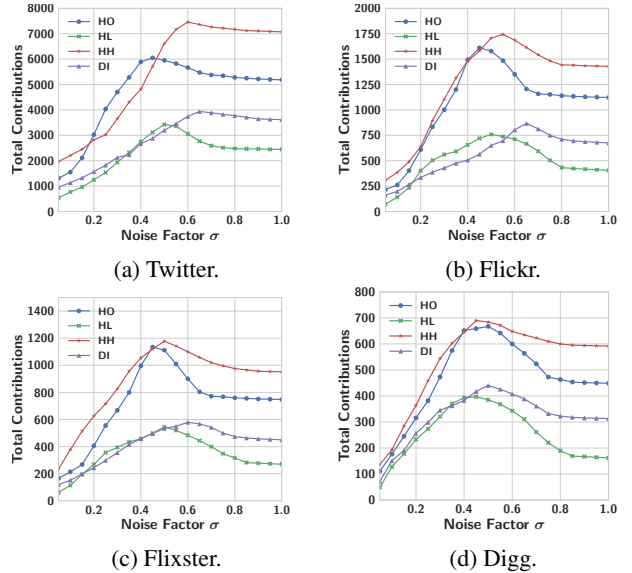 8000
7000
6000
5000
4000
3000
2000
1000
0
Total Contributions
HO
HL
HH
DI
0.2 0.4 0.6 0.8 1.0
Noise Factor σ
(a) Twitter.
2000
1750
1500
1250
1000
750
500
250
0
Total Contributions
HO
HL
HH
DI
0.2 0.4 0.6 0.8 1.0
Noise Factor σ
(b) Flickr.
1400
1200
1000
800
600
400
200
0
Total Contributions
HO
HL
HH
DI
0.2 0.4 0.6 0.8 1.0
Noise Factor σ
(c) Flixster.
800
700
600
500
400
300
200
100
0
Total Contributions
HO
HL
HH
DI
0.2 0.4 0.6 0.8 1.0
Noise Factor σ
(d) Digg.